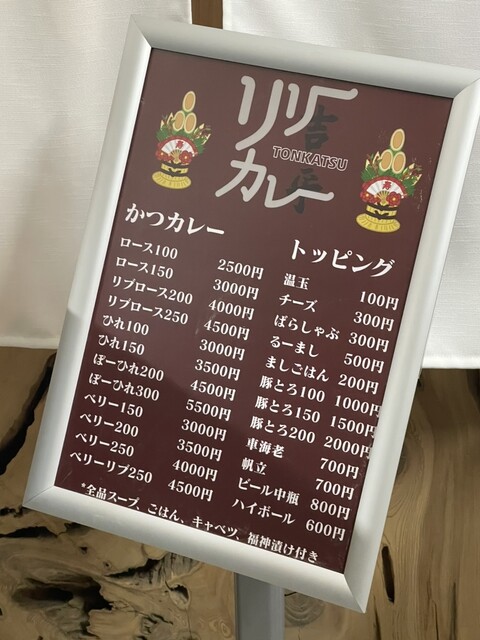 リリー
TONKATSU
カレー
寿
寿
かつカレー
ロース100 2500円
ロース150 3000円
リブロース200 4000円
リブロース250 4500円
ひれ100 3000円
ひれ150 3500円
ぽーひれ200 4500円
ぽーひれ300 5500円
ベリー150 3000円
ベリー200 3500円
ベリー250 4000円
ベリーリブ250 4500円
トッピング
温玉 100円
チーズ 300円
ばらしゃぶ 300円
るーまし 500円
ましごはん 200円
豚とろ100 1000円
豚とろ150 1500円
豚とろ200 2000円
車海老 700円
帆立 700円
ビール中瓶 800円
ハイボール 600円
*全品スープ、ごはん、キャベツ、福神漬け付き